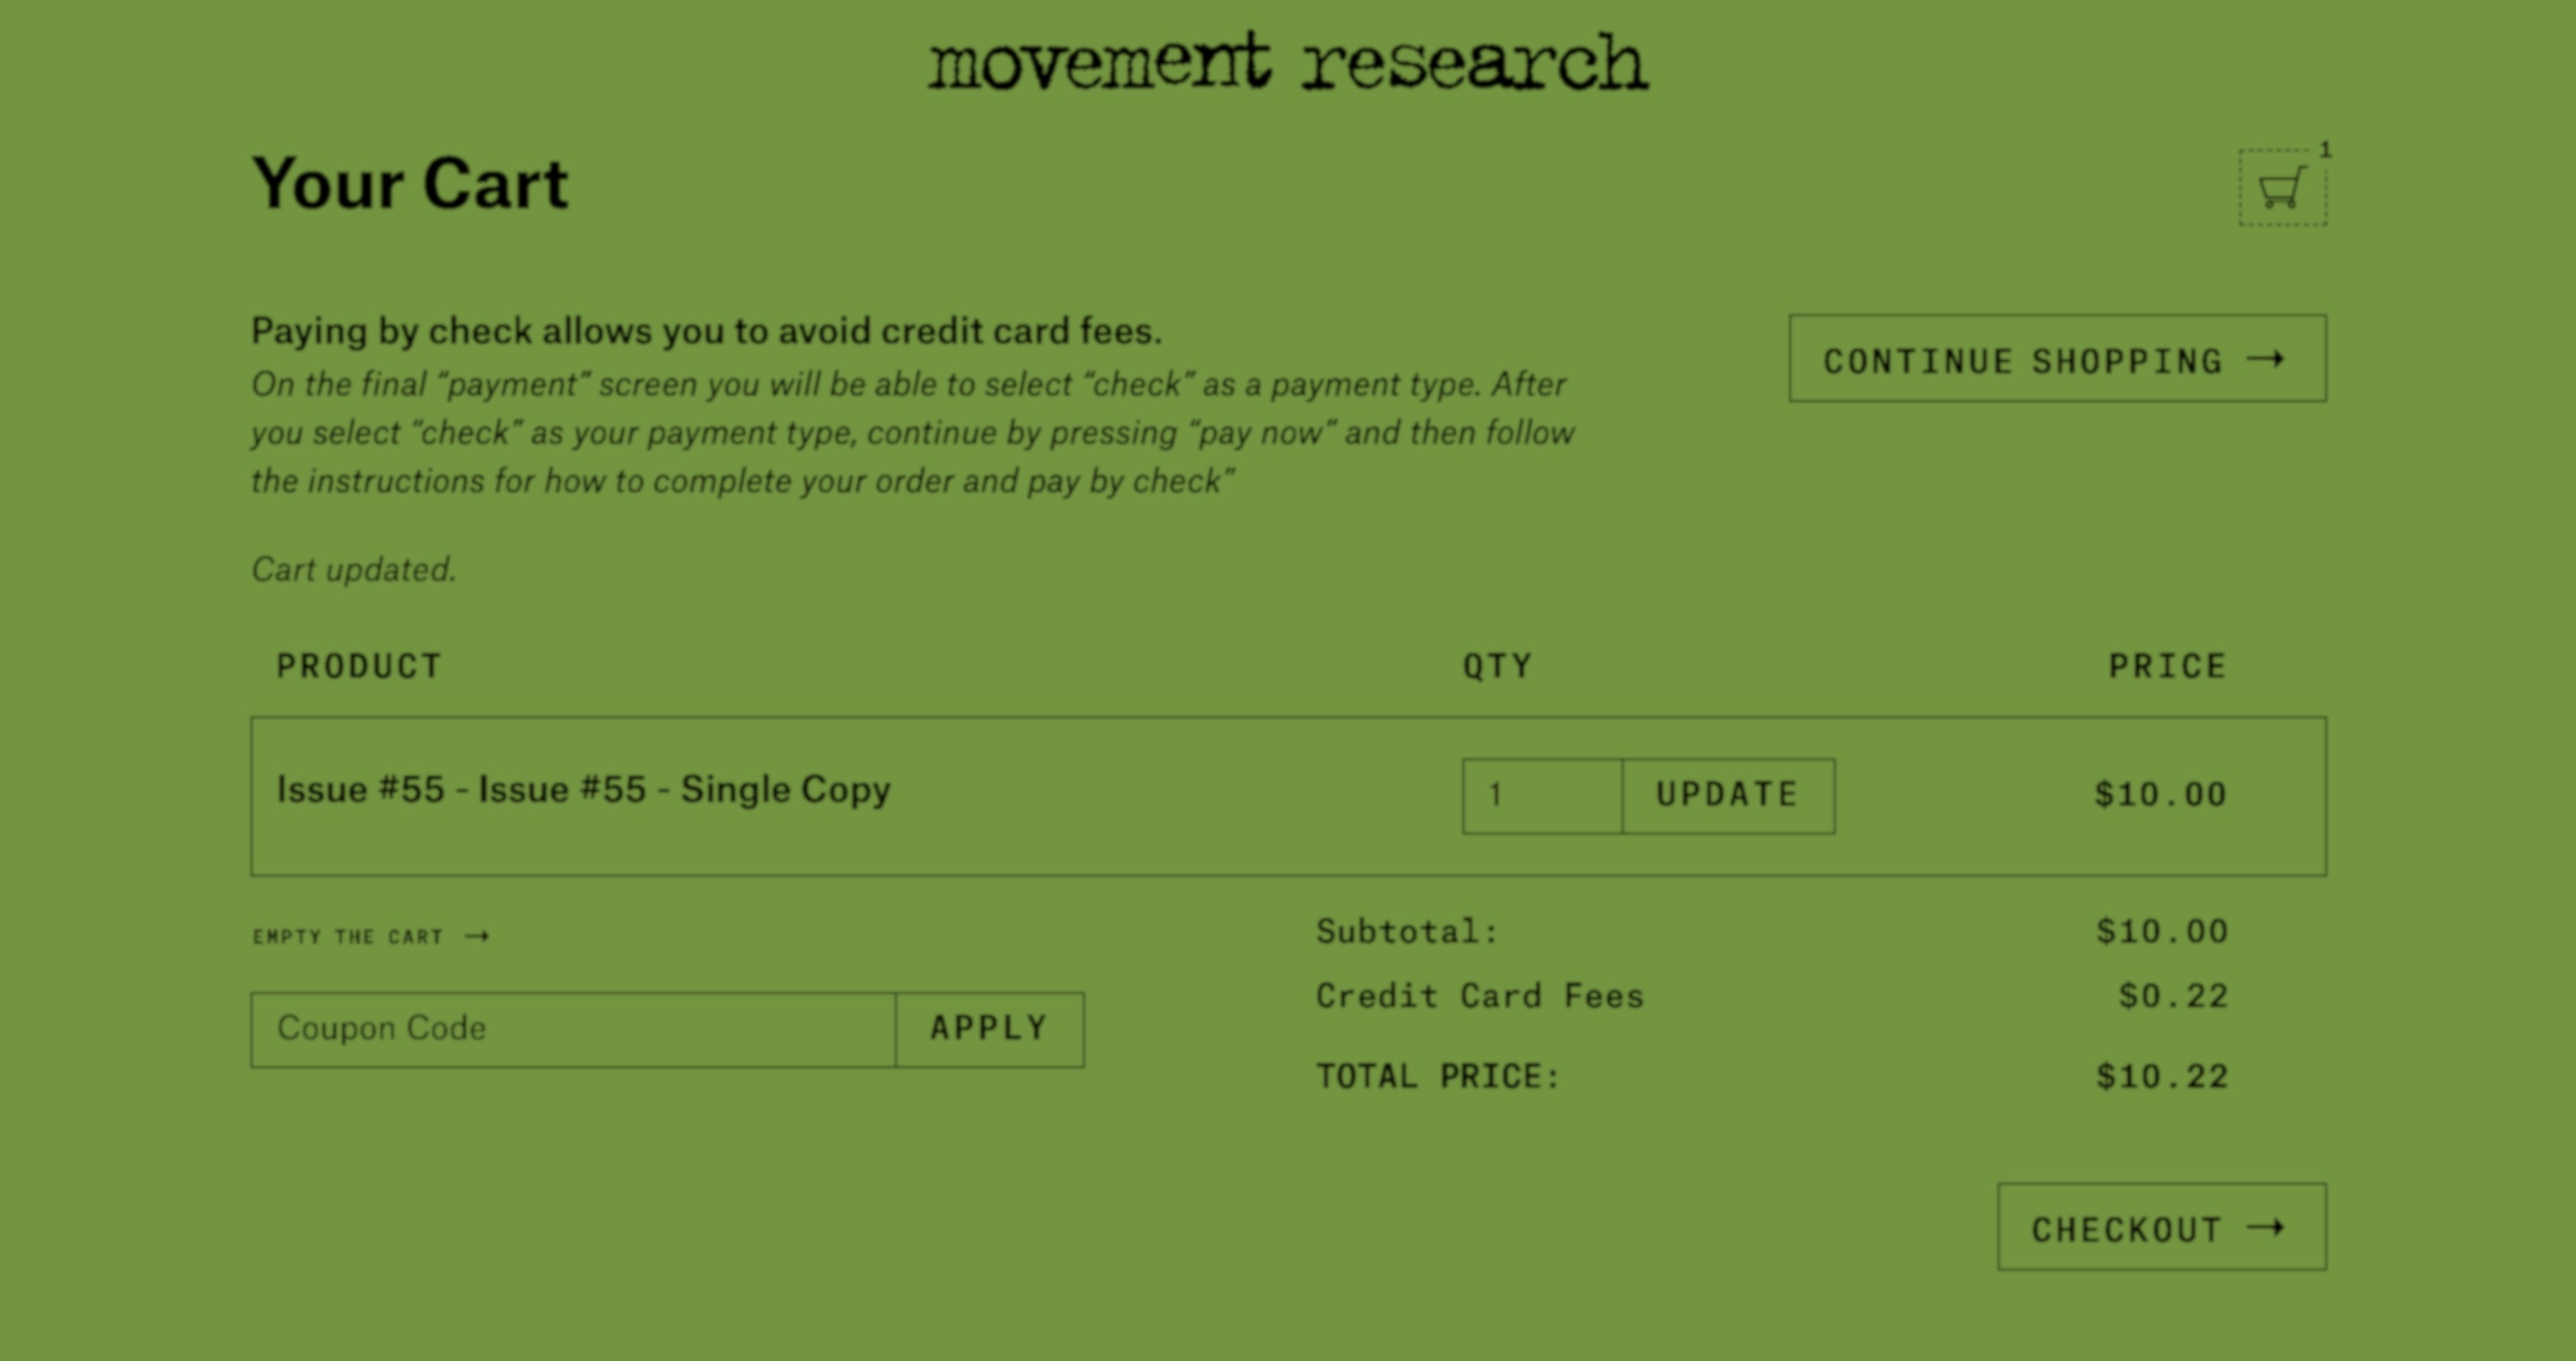 movement research
Your Cart
1
Paying by check allows you to avoid credit card fees.
CONTINUE SHOPPING →
On the final “payment” screen you will be able to select “check” as a payment type. After
you select “check” as your payment type, continue by pressing “pay now” and then follow
the instructions for how to complete your order and pay by check”
Cart updated.
PRODUCT QTY PRICE
Issue #55 - Issue #55 - Single Copy 1 UPDATE $10.00
EMPTY THE CART →
Coupon Code APPLY
Subtotal: $10.00
Credit Card Fees $0.22
TOTAL PRICE: $10.22
CHECKOUT →